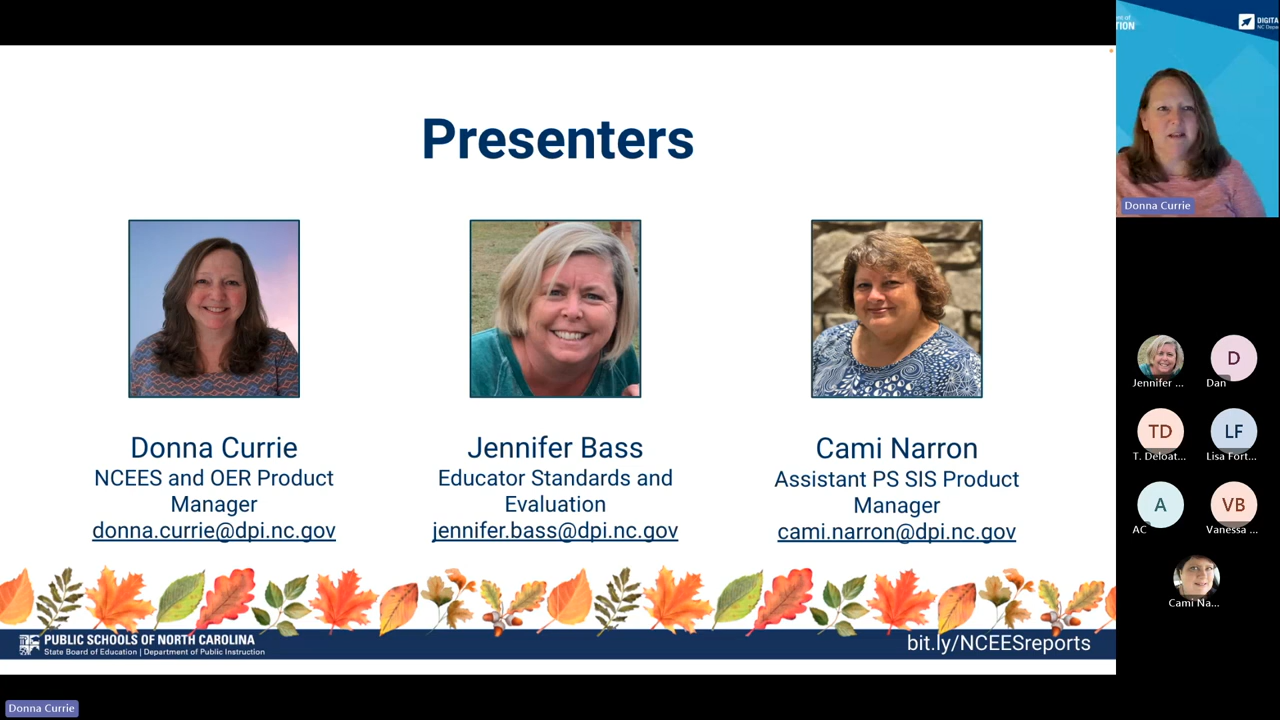 Presenters
Donna Currie
NCEES and OER Product
Manager
donna.currie@dpi.nc.gov
Jennifer Bass
Educator Standards and
Evaluation
jennifer.bass@dpi.nc.gov
Cami Narron
Assistant PS SIS Product
Manager
cami.narron@dpi.nc.gov
PUBLIC SCHOOLS OF NORTH CAROLINA
State Board of Education | Department of Public Instruction
bit.ly/NCEESreports
Donna Currie
TION
DIGITA
Donna Currie
Jennifer ...
D
Dan
TD
T. Deloat...
LF
Lisa Fort...
A
AC
VB
Vanessa ...
Cami Na...